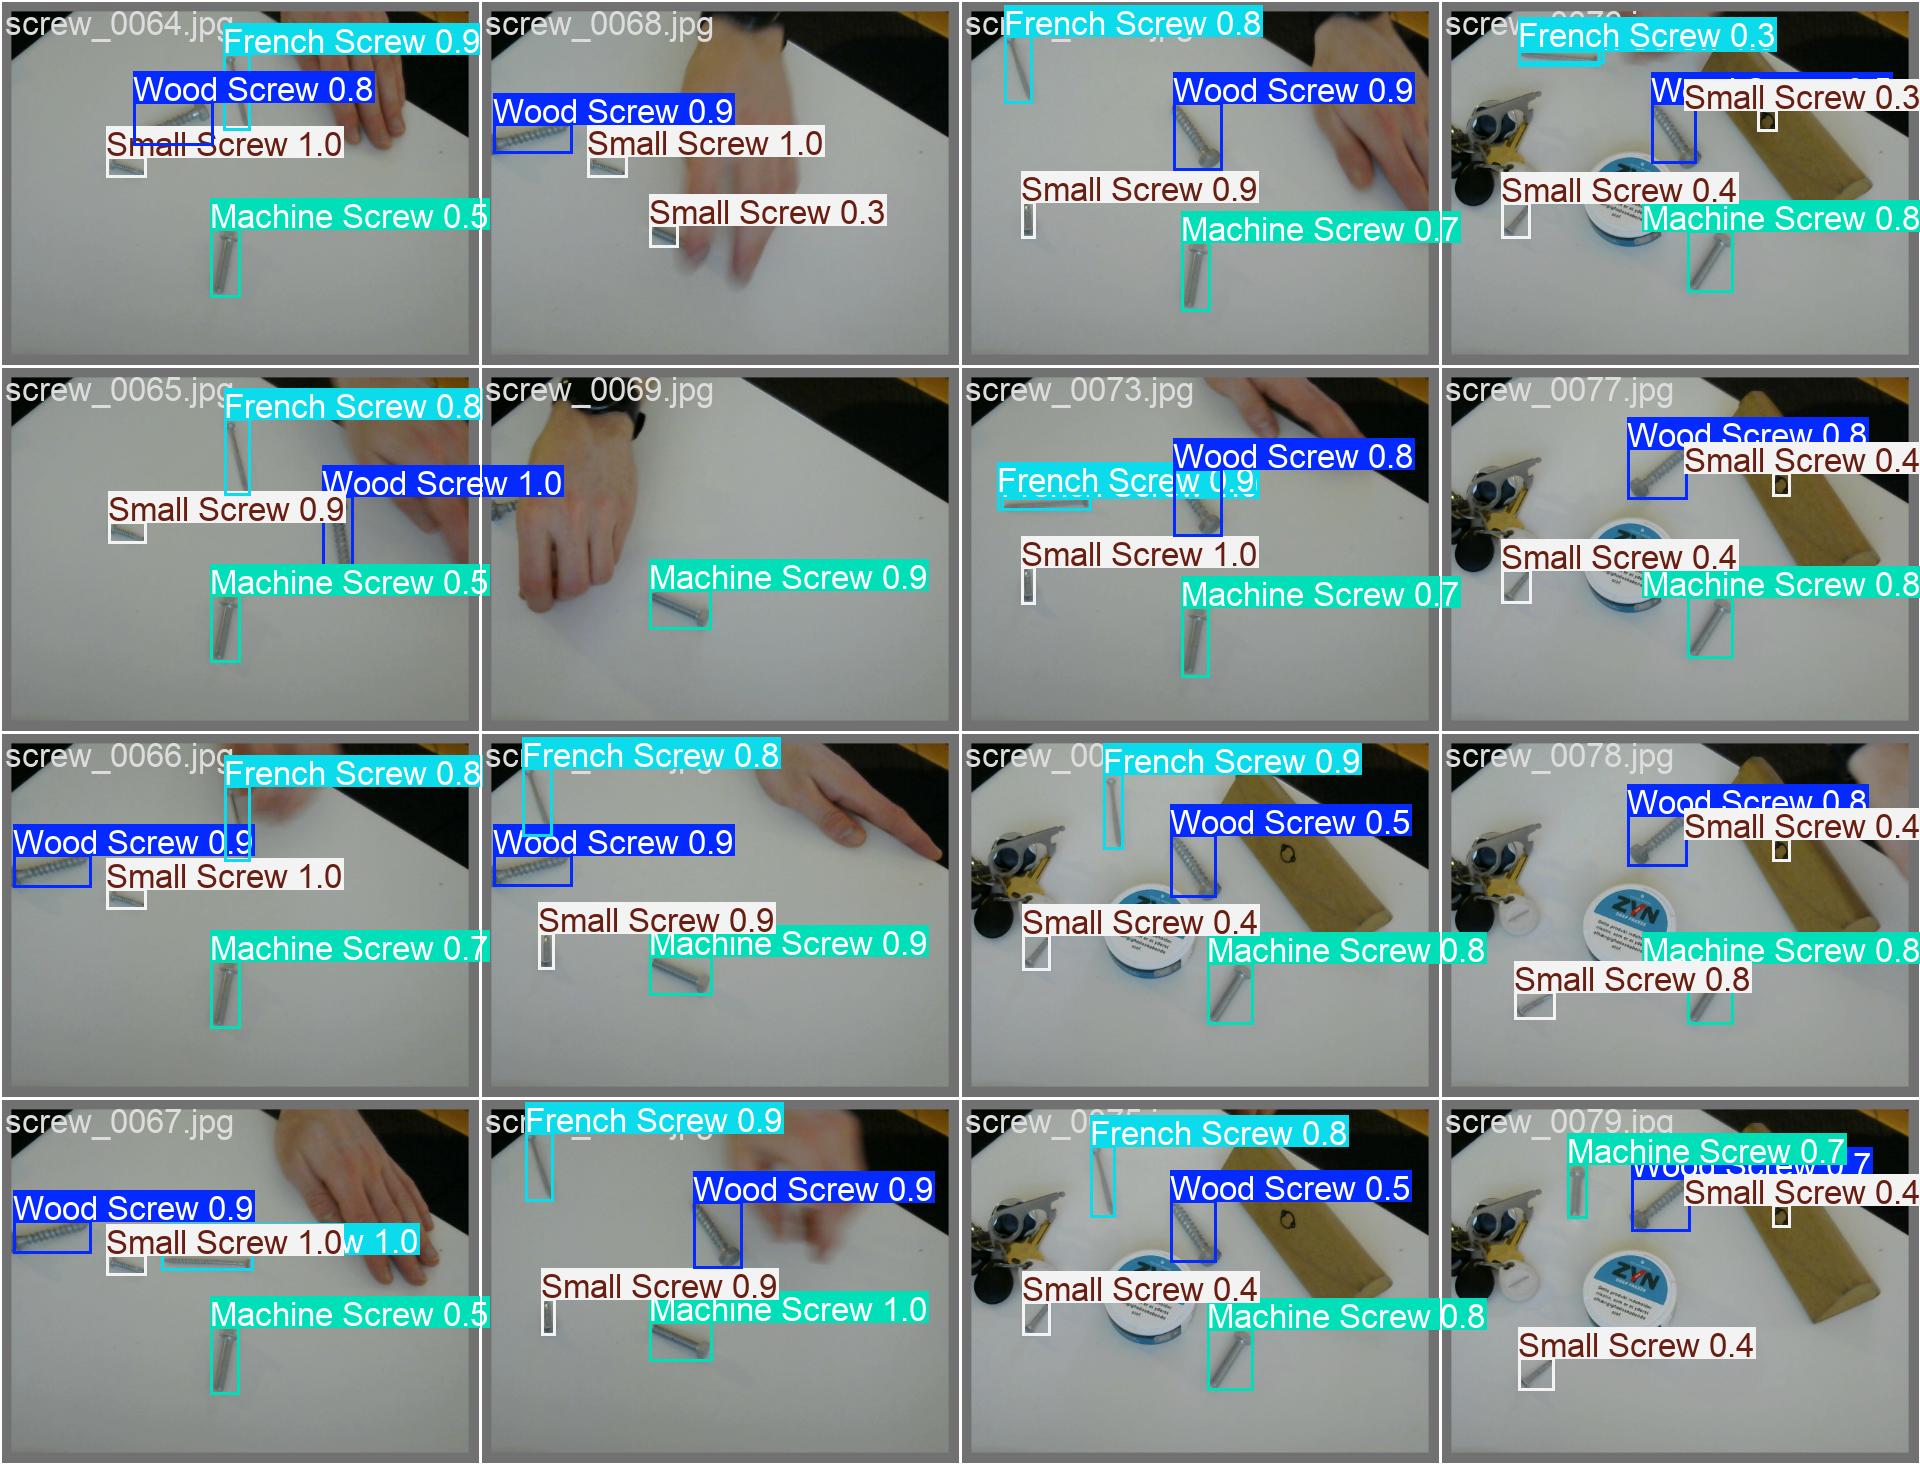 screw_0064.jpg
French Screw 0.9
Wood Screw 0.8
Small Screw 1.0
Machine Screw 0.5
screw_0068.jpg
Wood Screw 0.9
Small Screw 1.0
Small Screw 0.3
French Screw 0.8
Wood Screw 0.9
Small Screw 0.9
Machine Screw 0.7
French Screw 0.3
Small Screw 0.3
Small Screw 0.4
Machine Screw 0.8
screw_0065.jpg
French Screw 0.8
Wood Screw 1.0
Small Screw 0.9
Machine Screw 0.5
screw_0069.jpg
Machine Screw 0.9
screw_0073.jpg
Wood Screw 0.8
French Screw 0.9
Small Screw 1.0
Machine Screw 0.7
screw_0077.jpg
Wood Screw 0.8
Small Screw 0.4
Small Screw 0.4
Machine Screw 0.8
screw_0066.jpg
French Screw 0.8
Wood Screw 0.9
Small Screw 1.0
Machine Screw 0.7
French Screw 0.8
Wood Screw 0.9
Small Screw 0.9
Machine Screw 0.9
French Screw 0.9
Wood Screw 0.5
Small Screw 0.4
Machine Screw 0.8
screw_0078.jpg
Wood Screw 0.8
Small Screw 0.4
ZYN
Machine Screw 0.8
Small Screw 0.8
screw_0067.jpg
Wood Screw 0.9
Small Screw 1.0
w 1.0
Machine Screw 0.5
French Screw 0.9
Wood Screw 0.9
Small Screw 0.9
Machine Screw 1.0
screw_0075.jpg
French Screw 0.8
Wood Screw 0.5
Small Screw 0.4
Machine Screw 0.8
screw_0079.jpg
Machine Screw 0.7
Wood Screw 0.7
Small Screw 0.4
ZYN
Small Screw 0.4